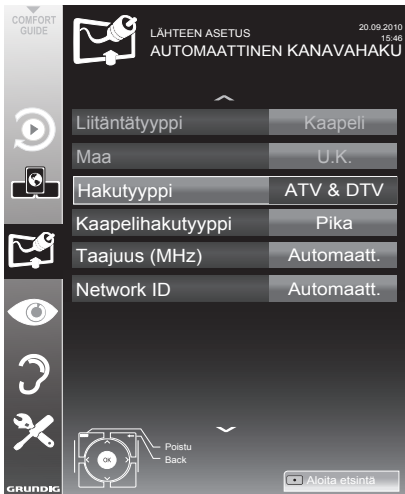 COMFORT
GUIDE
LÄHTEEN ASETUS
20.09.2010
15:46
AUTOMAATTINEN KANAVAHAKU
Liitäntätyyppi Kaapeli
Maa U.K.
Hakutyyppi ATV & DTV
Kaapelihakutyyppi Pika
Taajuus (MHz) Automaatt.
Network ID Automaatt.
Poistu
OK
Back
Aloita etsintä
GRUNDIG